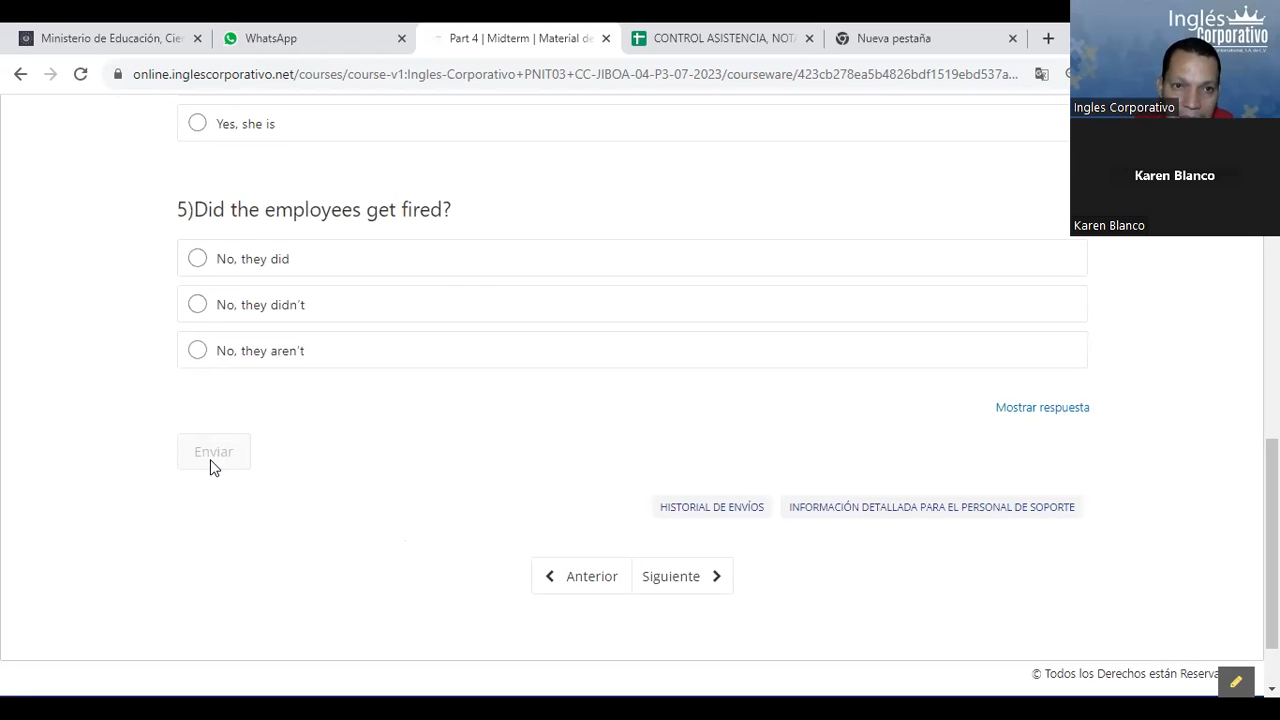 Ministerio de Educación, Cien
WhatsApp
Part 4 | Midterm | Material de
CONTROL ASISTENCIA, NOTA
Nueva pestaña
online.inglescorporativo.net/courses/course-v1:Ingles-Corporativo+PNIT03+CC-JIBOA-04-P3-07-2023/courseware/423cb278ea5b4826bdf1519ebd537a...
Inglés
Corporativo
Ingles Corporativo
Karen Blanco
Karen Blanco
Yes, she is
5)Did the employees get fired?
No, they did
No, they didn´t
No, they aren’t
Mostrar respuesta
Enviar
HISTORIAL DE ENVÍOS
INFORMACIÓN DETALLADA PARA EL PERSONAL DE SOPORTE
Anterior
Siguiente
© Todos los Derechos están Reserva